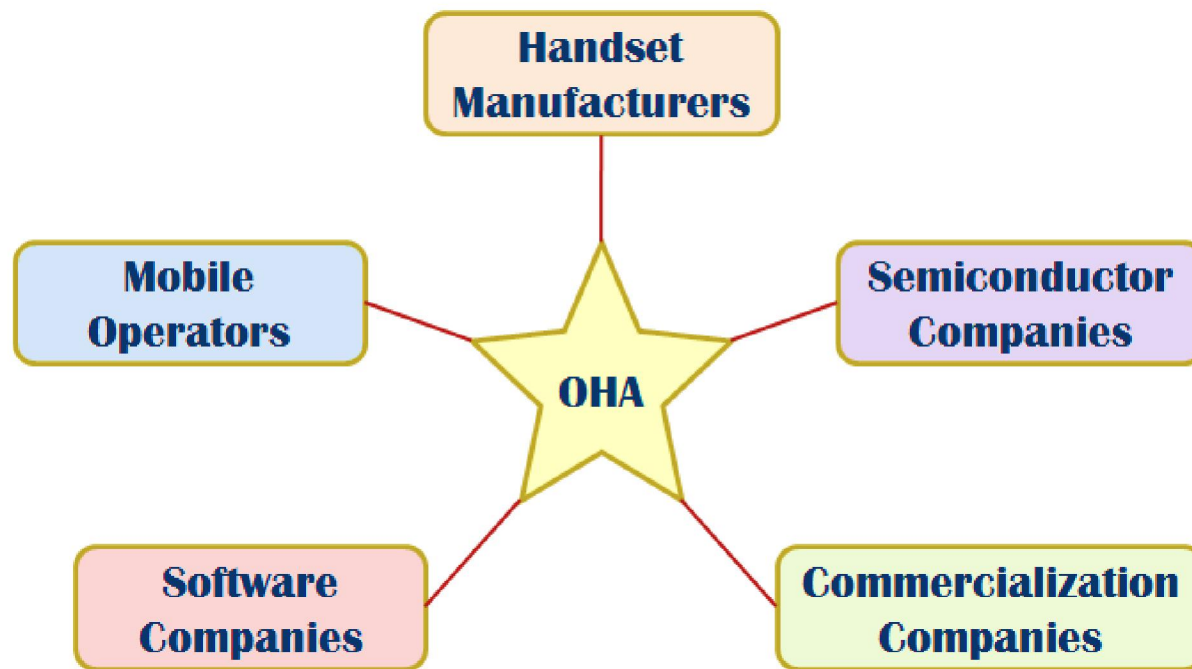 Handset
Manufacturers
Mobile
Operators
Semiconductor
Companies
OHA
Software
Companies
Commercialization
Companies